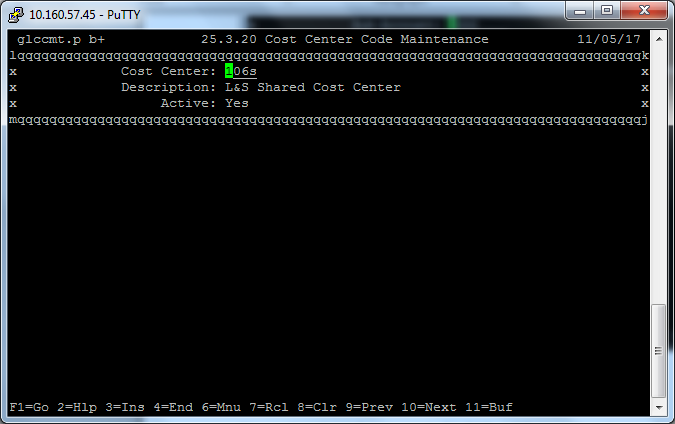 10.160.57.45 - PuTTY
glccmt.p b+ 25.3.20 Cost Center Code Maintenance 11/05/17
lqqqqqqqqqqqqqqqqqqqqqqqqqqqqqqqqqqqqqqqqqqqqqqqqqqqqqqqqqqqqqqqqqqqqqqqqqqqqqqk
x Cost Center: 106s x
x Description: L&S Shared Cost Center x
x Active: Yes x
mqqqqqqqqqqqqqqqqqqqqqqqqqqqqqqqqqqqqqqqqqqqqqqqqqqqqqqqqqqqqqqqqqqqqqqqqqqqqqqj
F1=Go 2=Hlp 3=Ins 4=End 6=Mnu 7=Rcl 8=Clr 9=Prev 10=Next 11=Buf